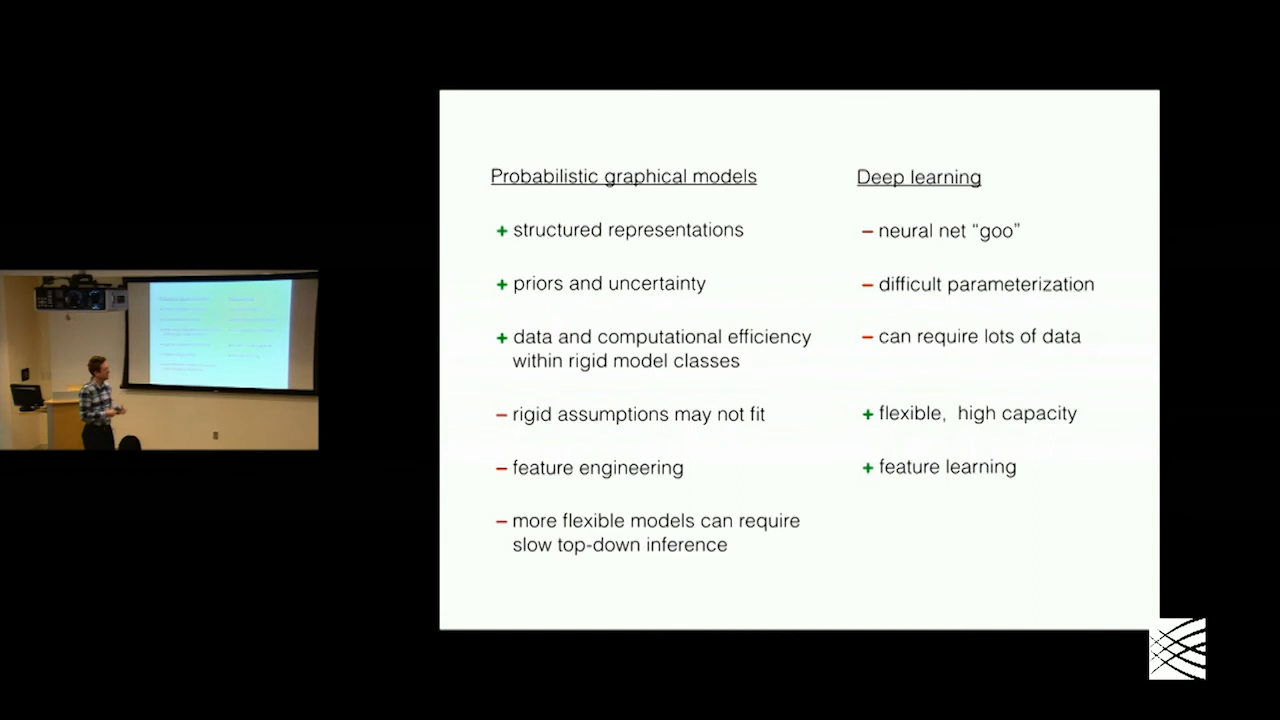 Probabilistic graphical models
+ structured representations
+ priors and uncertainty
+ data and computational efficiency
within rigid model classes
– rigid assumptions may not fit
– feature engineering
– more flexible models can require
slow top-down inference
Deep learning
– neural net “goo”
– difficult parameterization
– can require lots of data
+ flexible, high capacity
+ feature learning